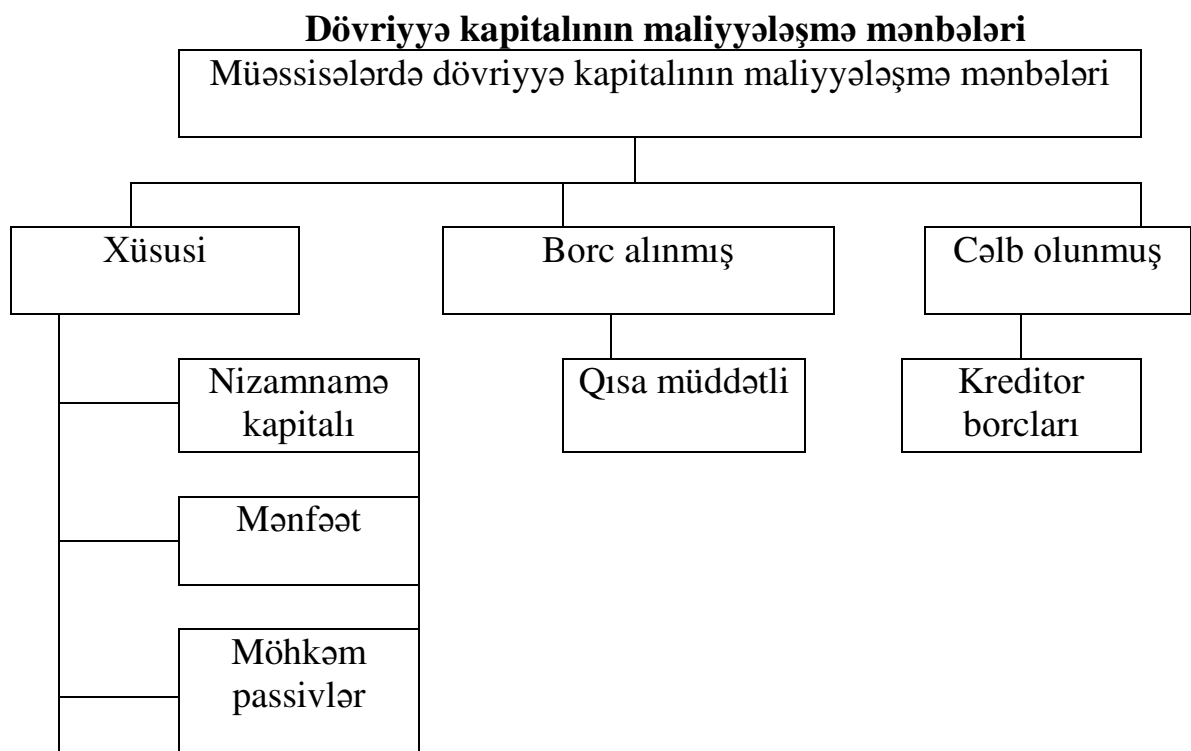 Dövriyyə kapitalının maliyyələşmə mənbələri
Müəssisələrdə dövriyyə kapitalının maliyyələşmə mənbələri
Xüsusi
Borc alınmış
Cəlb olunmuş
Nizamnamə
kapitalı
Qısa müddətli
Kreditor
borcları
Mənfəət
Möhkəm
passivlər